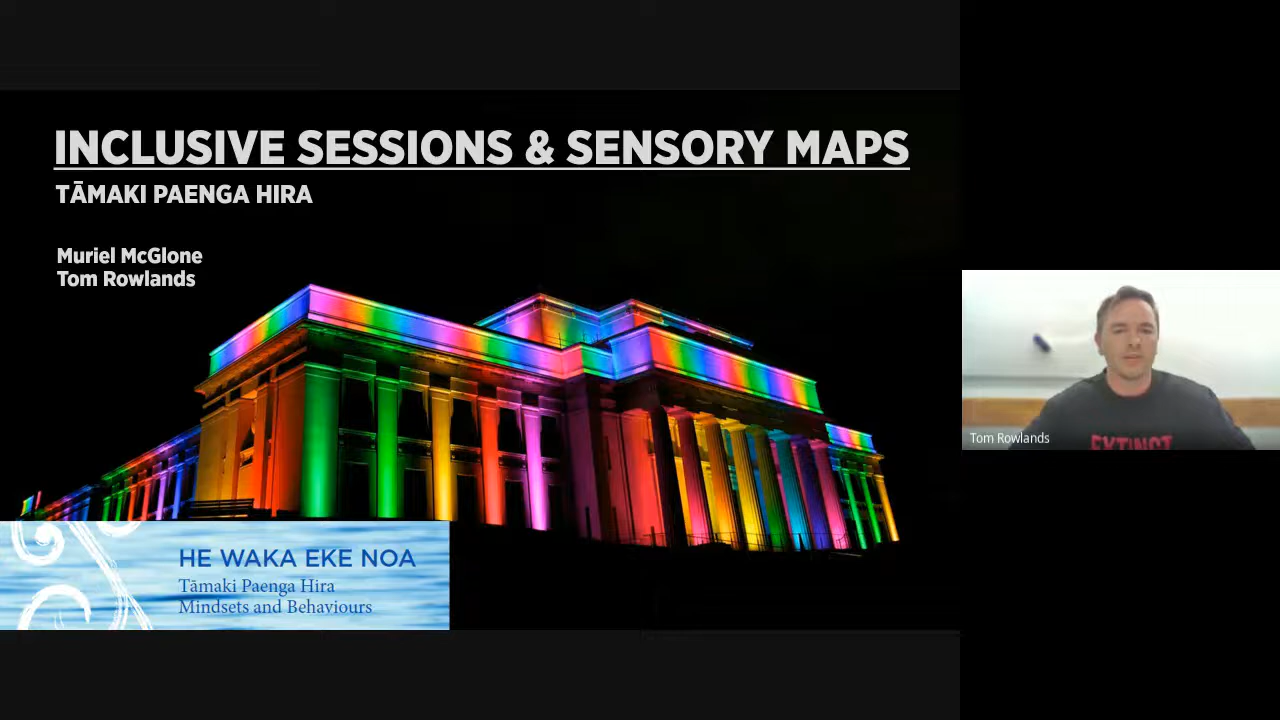 INCLUSIVE SESSIONS & SENSORY MAPS
TĀMAKI PAENGA HIRA
Muriel McGlone
Tom Rowlands
HE WAKA EKE NOA
Tāmaki Paenga Hira
Mindsets and Behaviours
Tom Rowlands
EXTINCT